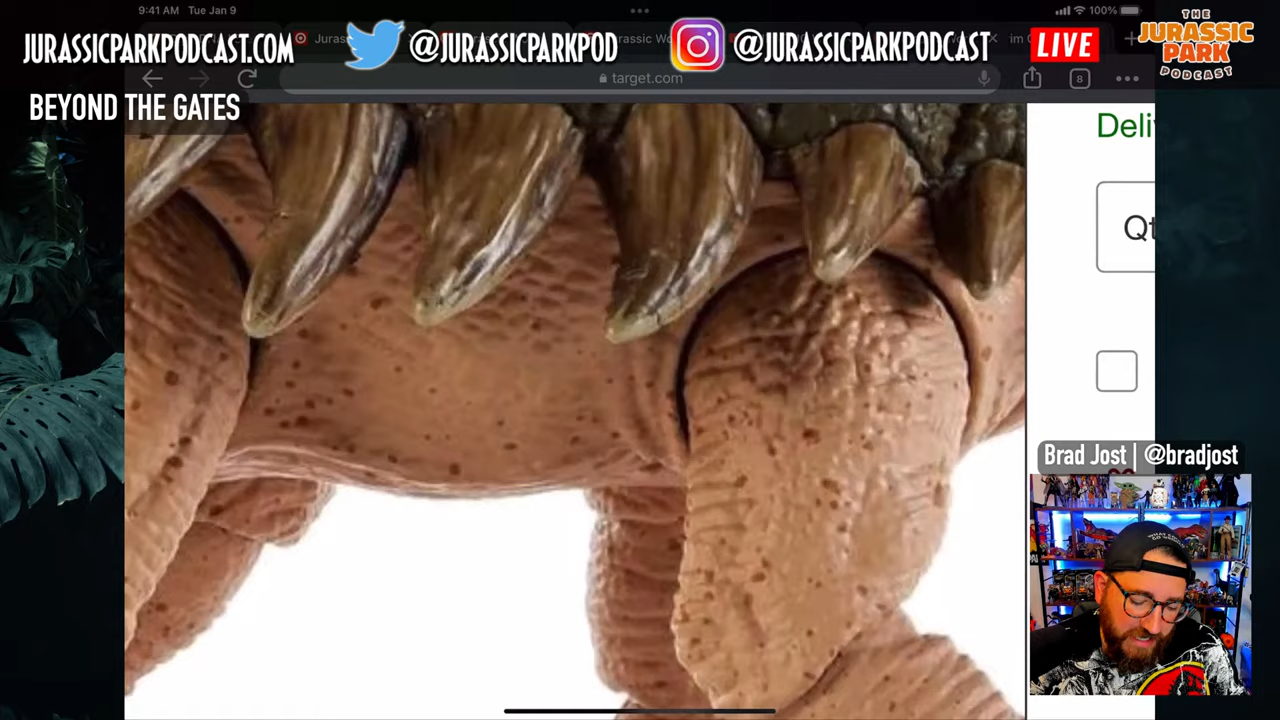 9:41 AM Tue Jan 9
100%
JURASSICPARKPODCAST.COM
@JURASSICPARKPOD
@JURASSICPARKPODCAST
LIVE
THE
JURASSIC
PARK
PODCAST
target.com
8
BEYOND THE GATES
Deli
Qt
Brad Jost | @bradjost